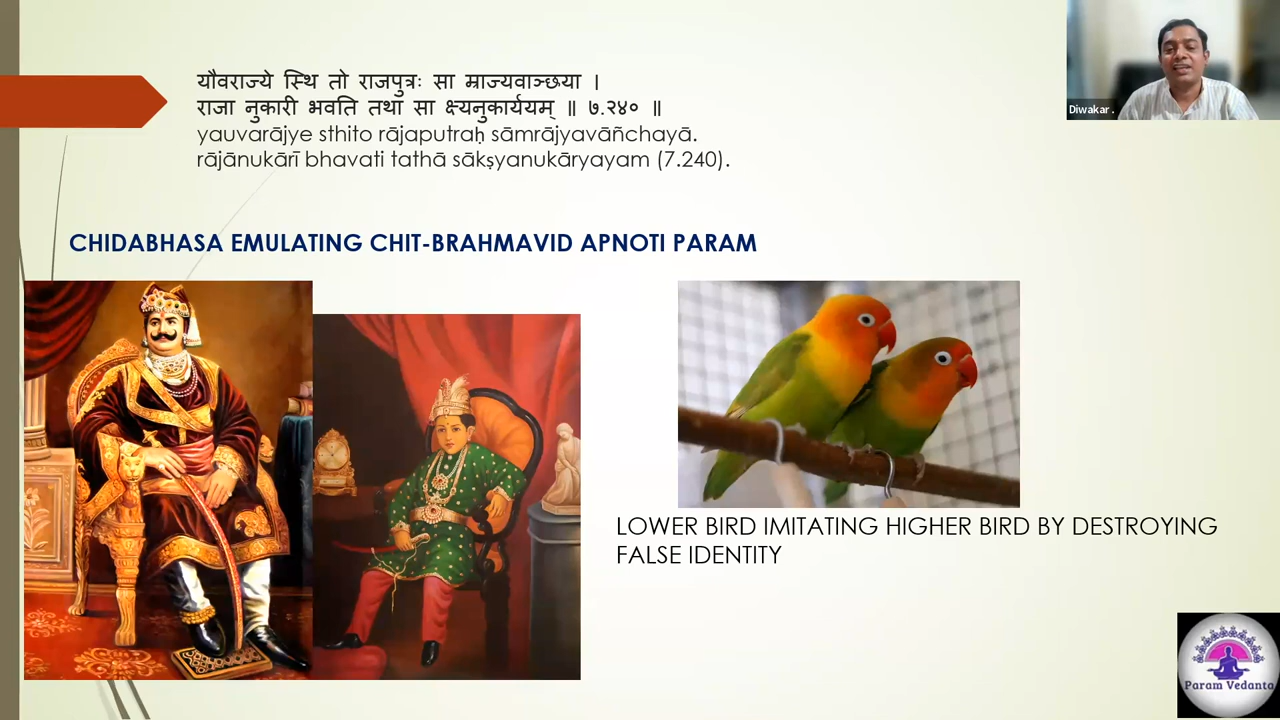 यौवराज्ये स्थि तो राजपुत्रः सा म्राज्यवाञ्छया ।
राजा नुकारी भवति तथा सा क्ष्यनुकार्ययम् ॥ ७.२४० ॥
yauvarājye sthito rājaputraḥ sāmrājyavāñchayā.
rājānukārī bhavati tathā sākṣyanukāryayam (7.240).
CHIDABHASA EMULATING CHIT-BRAHMAVID APNOTI PARAM
LOWER BIRD IMITATING HIGHER BIRD BY DESTROYING
FALSE IDENTITY
Diwakar .
Param Vedanta